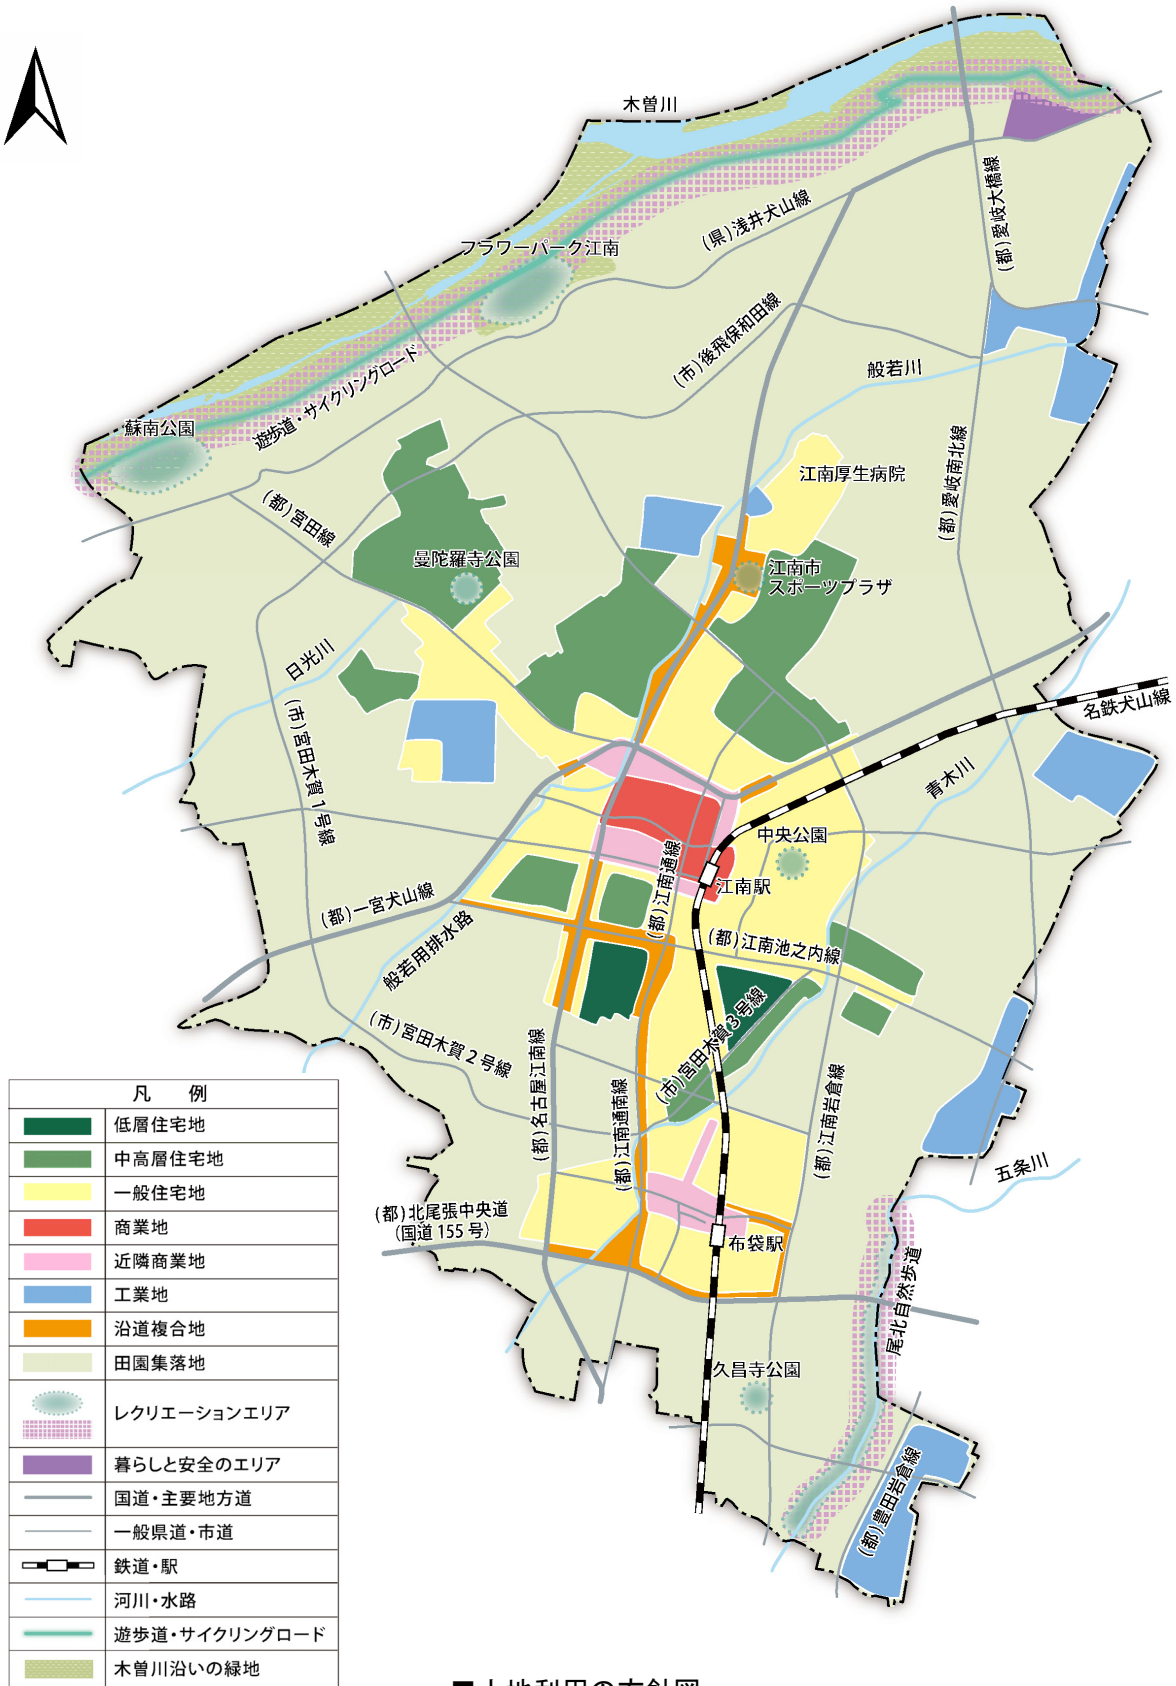 木曽川
(都)愛岐大橋線
(県)浅井犬山線
フラワーパーク江南
(市)後飛保和田線
般若川
遊歩道・サイクリングロード
蘇南公園
(都)愛岐南北線
江南厚生病院
(都)宮田線
曼陀羅寺公園
江南市
スポーツプラザ
日光川
名鉄犬山線
(市)宮田木賀1号線
青木川
中央公園
(都)江南通線
江南駅
(都)一宮犬山線
般若用排水路
(都)江南池之内線
(市)宮田木賀3号線
(市)宮田木賀2号線
(都)名古屋江南線
(都)江南通南線
(都)江南岩倉線
五条川
(都)北尾張中央道
(国道155号)
布袋駅
尾北自然歩道
久昌寺公園
(都)豊田岩倉線
凡 例
低層住宅地
中高層住宅地
一般住宅地
商業地
近隣商業地
工業地
沿道複合地
田園集落地
レクリエーションエリア
暮らしと安全のエリア
国道・主要地方道
一般県道・市道
鉄道・駅
河川・水路
遊歩道・サイクリングロード
木曽川沿いの緑地
■土地利用の方針図